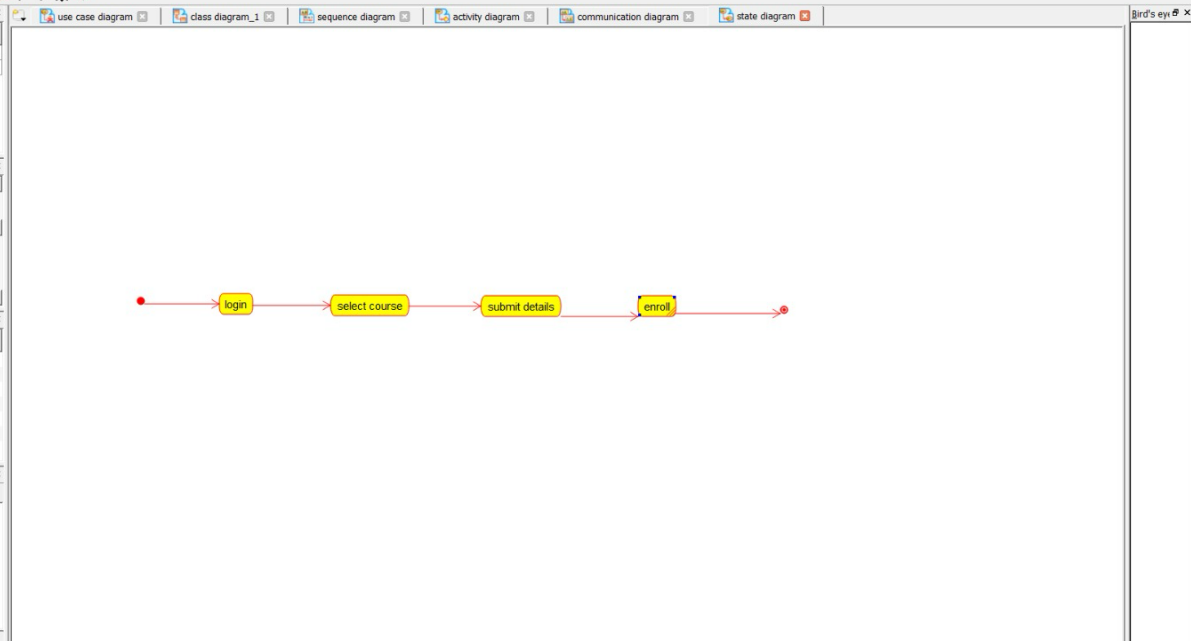 use case diagram
class diagram_1
sequence diagram
activity diagram
communication diagram
state diagram
Bird's eye
login
select course
submit details
enroll